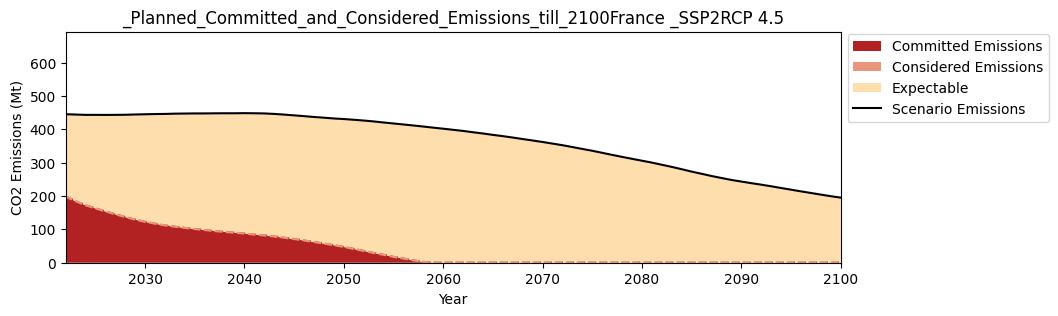 _Planned_Committed_and_Considered_Emissions_till_2100France _SSP2RCP 4.5
Committed Emissions
Considered Emissions
Expectable
Scenario Emissions
CO2 Emissions (Mt)
600
500
400
300
200
100
0
2030 2040 2050 2060 2070 2080 2090 2100
Year